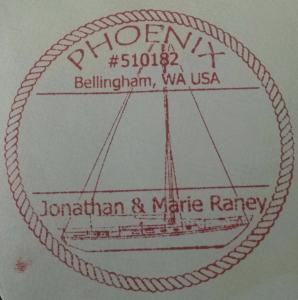 PHOENIX
#510182
Bellingham, WA USA
Jonathan & Marie Raney